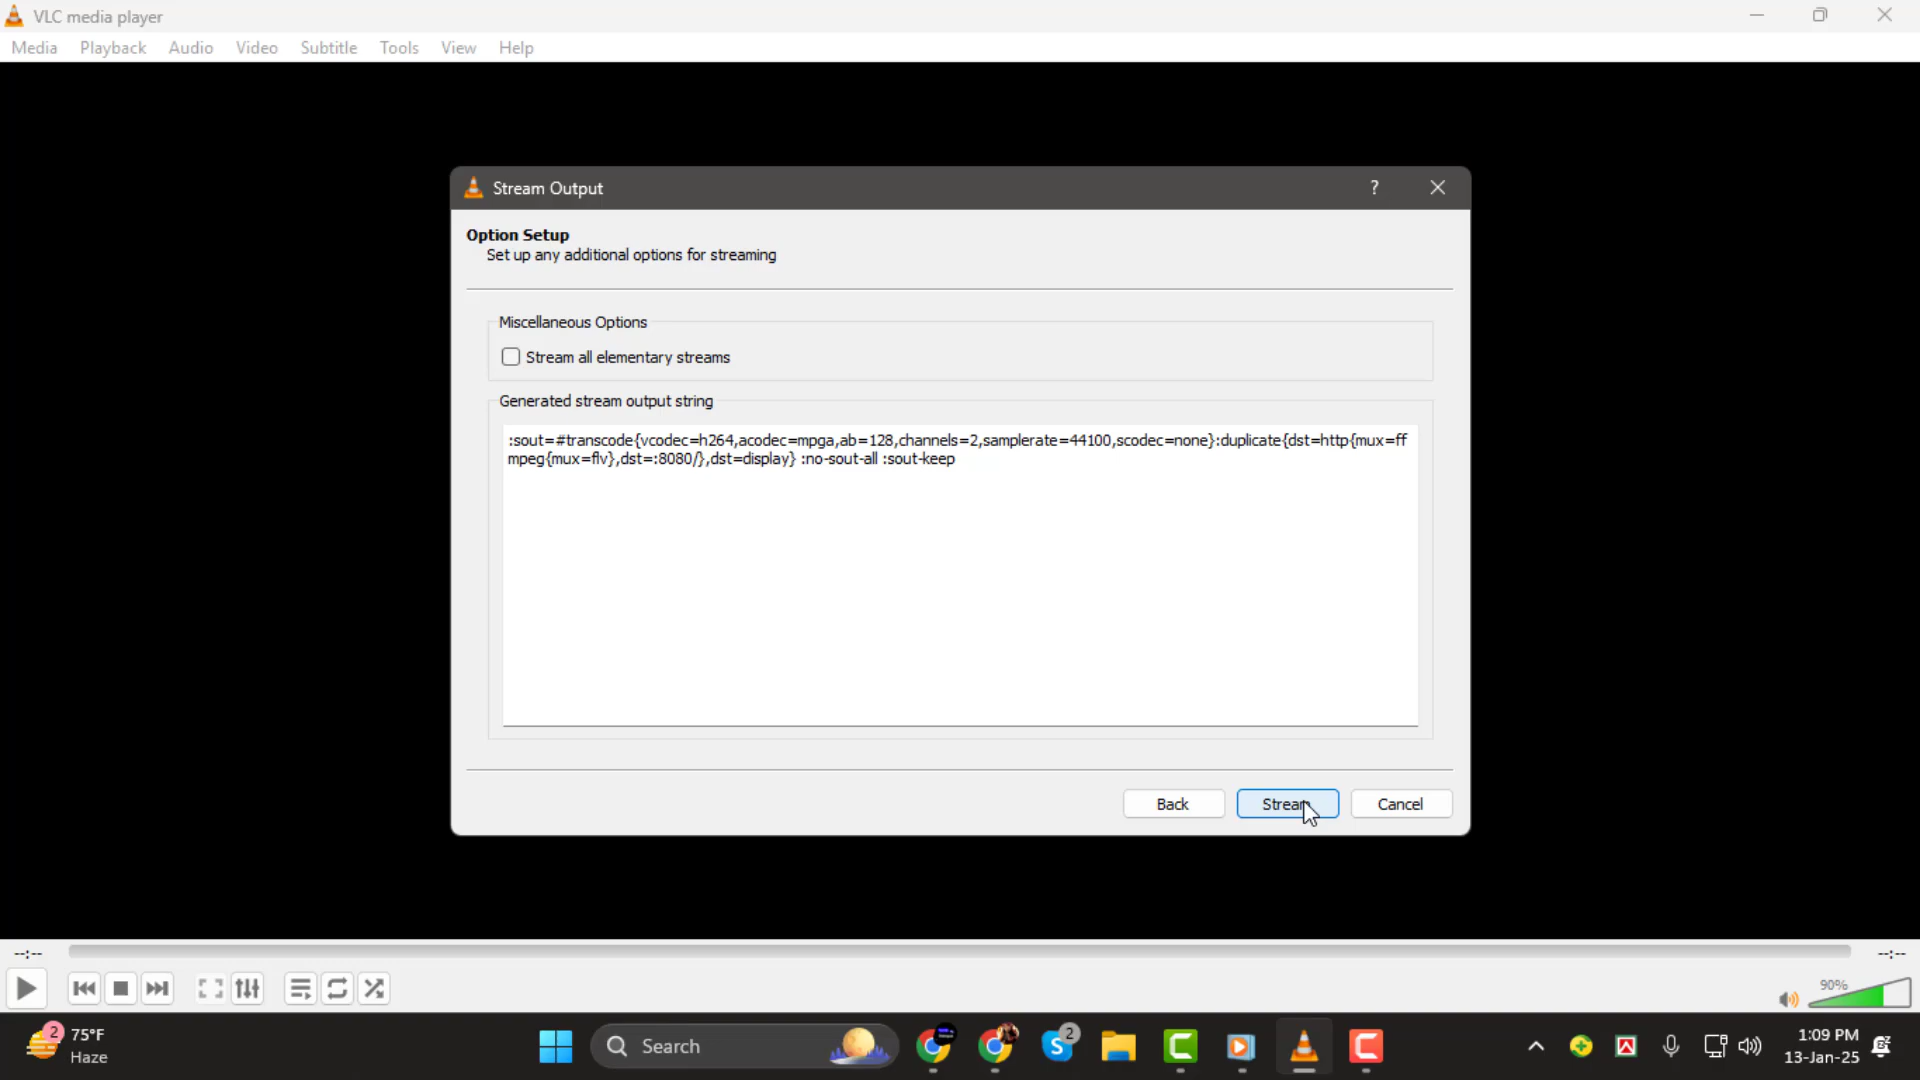 VLC media player
Media Playback Audio Video Subtitle Tools View Help
Stream Output
?
Option Setup
Set up any additional options for streaming
Miscellaneous Options
Stream all elementary streams
Generated stream output string
:sout=#transcode{vcodec=h264,acodec=mpga,ab=128,channels=2,samplerate=44100,scodec=none}:duplicate{dst=http{mux=ff
mpeg{mux=flv},dst=:8080/},dst=display} :no-sout-all :sout-keep
Back Stream Cancel
--:-- --:--
90%
2 75°F
Haze
Search
2
1:09 PM
13-Jan-25